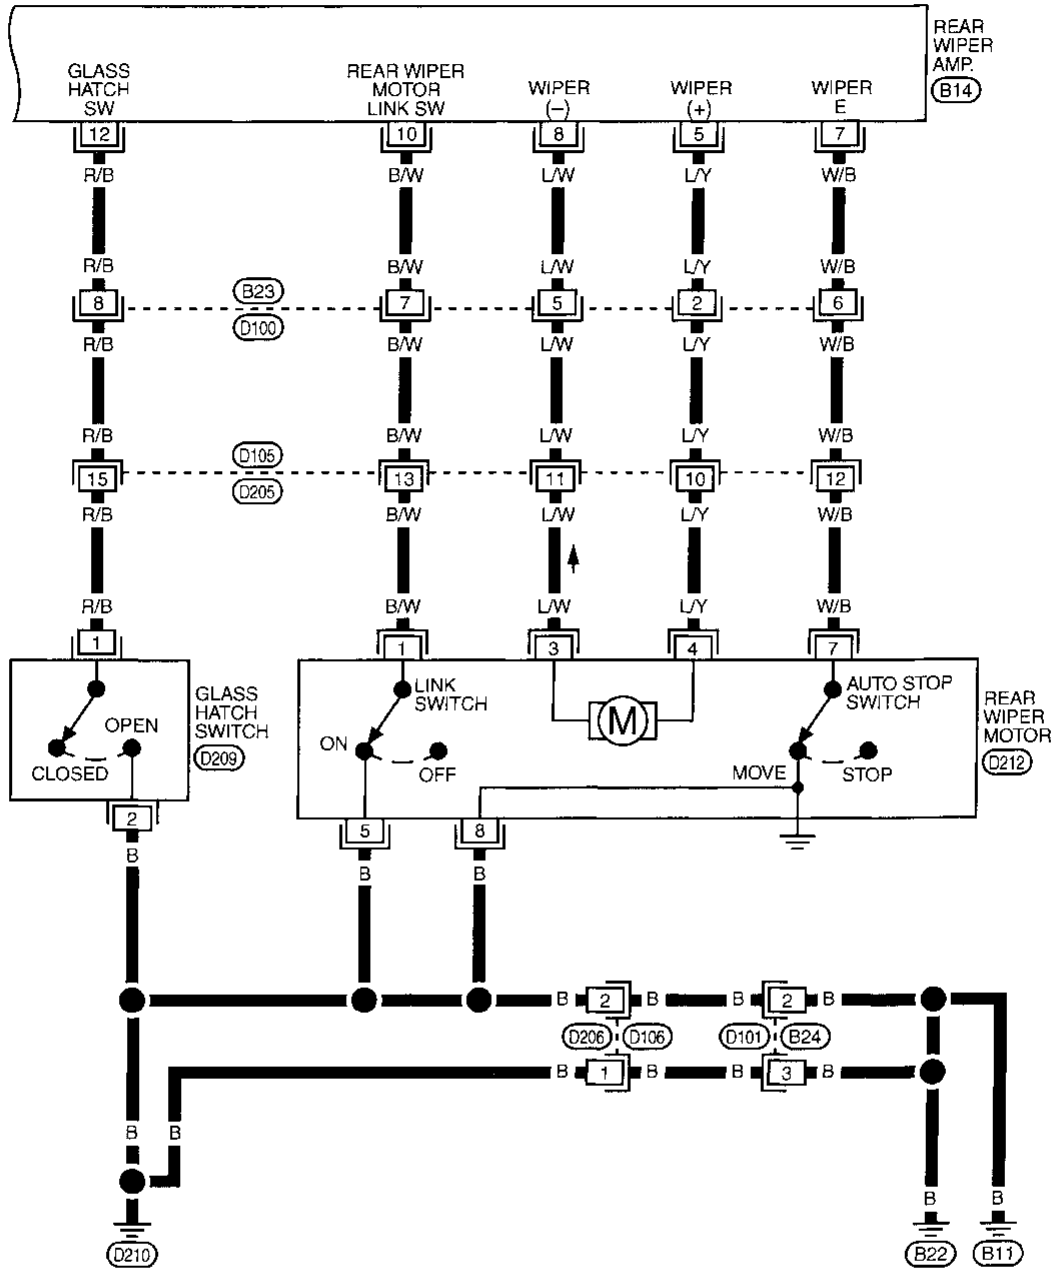 REAR
WIPER
AMP.
B14
GLASS
HATCH
SW
REAR WIPER
MOTOR
LINK SW
WIPER
(–)
WIPER
(+)
WIPER
E
12 10 8 5 7
R/B B/W L/W L/Y W/B
R/B B/W L/W L/Y W/B
B23
8 7 5 2 6
D100
R/B B/W L/W L/Y W/B
R/B B/W L/W L/Y W/B
D105
15 13 11 10 12
D205
R/B B/W L/W L/Y W/B
R/B B/W L/W L/Y W/B
1 1 3 4 7
GLASS
HATCH
SWITCH
D209
OPEN
CLOSED
LINK
SWITCH
ON
OFF
M
AUTO STOP
SWITCH
MOVE
STOP
REAR
WIPER
MOTOR
D212
2 5 8
B B B
B 2 B B 2 B
D206 D106 D101 B24
B 1 B B 3 B
B B
B B
D210 B22 B11